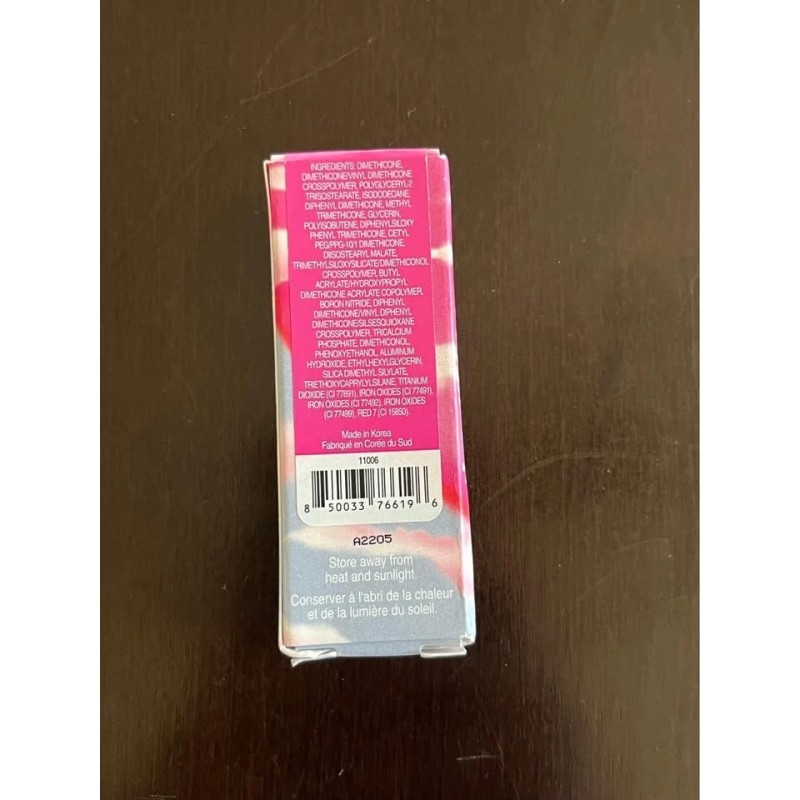 INGREDIENTS: DIMETHICONE,
DIMETHICONE/VINYL DIMETHICONE
CROSSPOLYMER, POLYGLYCERYL-2
TRIISOSTEARATE, ISODODECANE,
DIPHENYL DIMETHICONE, METHYL
TRIMETHICONE, GLYCERIN,
POLYISOBUTENE, DIPHENYLSILOXY
PHENYL TRIMETHICONE, CETYL
PEG/PPG-10/1 DIMETHICONE,
DIISOSTEARYL MALATE,
TRIMETHYLSILOXYSILICATE/DIMETHICONOL
CROSSPOLYMER, BUTYL
ACRYLATE/HYDROXYPROPYL
DIMETHICONE ACRYLATE COPOLYMER,
BORON NITRIDE, DIPHENYL
DIMETHICONE/VINYL DIPHENYL
DIMETHICONE/SILSESQUIOXANE
CROSSPOLYMER, TRICALCIUM
PHOSPHATE, DIMETHICONOL,
PHENOXYETHANOL, ALUMINUM
HYDROXIDE, ETHYLHEXYLGLYCERIN,
SILICA DIMETHYL SILYLATE,
TRIETHOXYCAPRYLYLSILANE, TITANIUM
DIOXIDE (CI 77891), IRON OXIDES (CI 77491),
IRON OXIDES (CI 77492), IRON OXIDES
(CI 77499), RED 7 (CI 15850).
Made in Korea
Fabriqué en Corée du Sud
11006
8 50033 76619 6
A2205
Store away from
heat and sunlight.
Conserver à l'abri de la chaleur
et de la lumière du soleil.